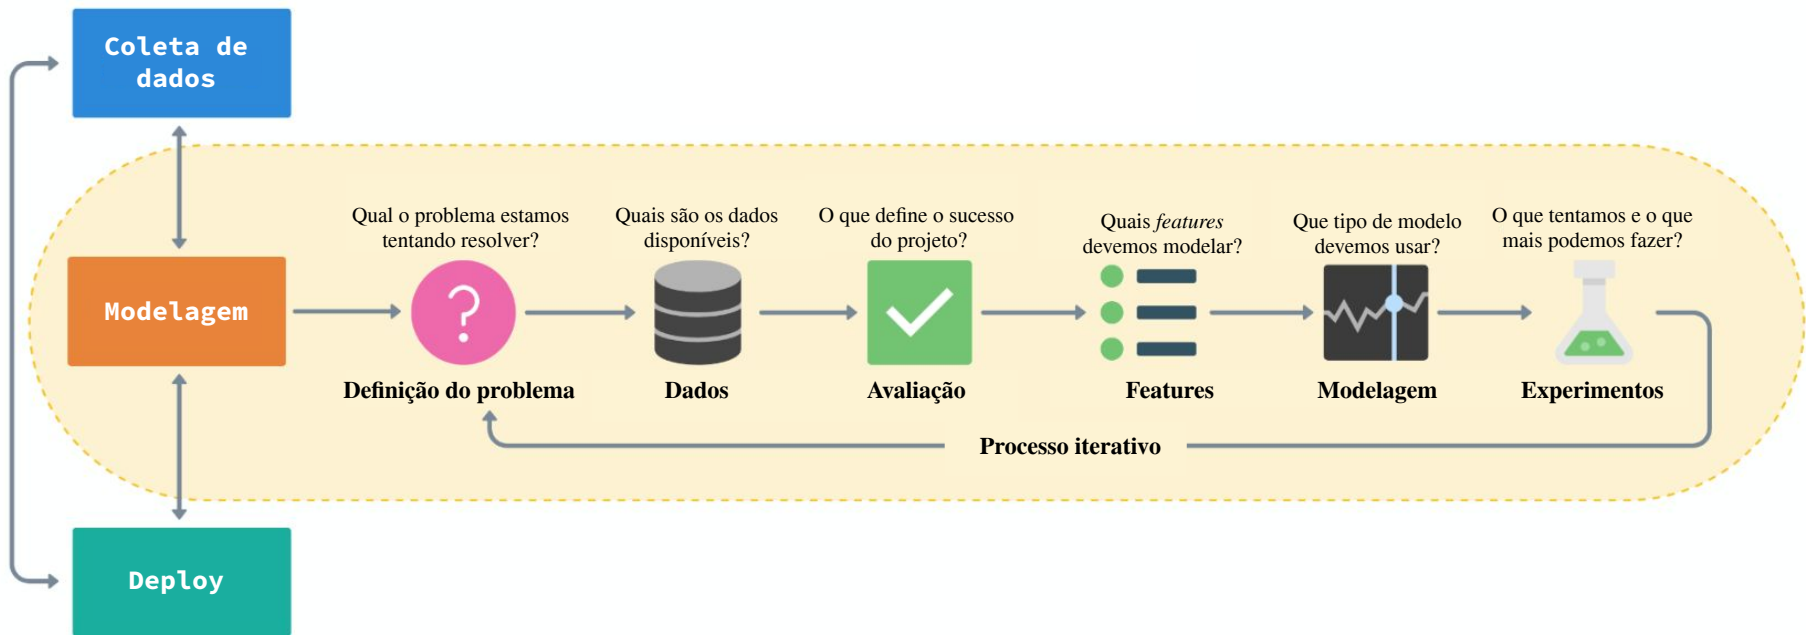 Coleta de
dados
Qual o problema estamos
tentando resolver?
Quais são os dados
disponíveis?
O que define o sucesso
do projeto?
Quais features
devemos modelar?
Que tipo de modelo
devemos usar?
O que tentamos e o que
mais podemos fazer?
Modelagem
?
Definição do problema
Dados
Avaliação
Features
Modelagem
Experimentos
Processo iterativo
Deploy